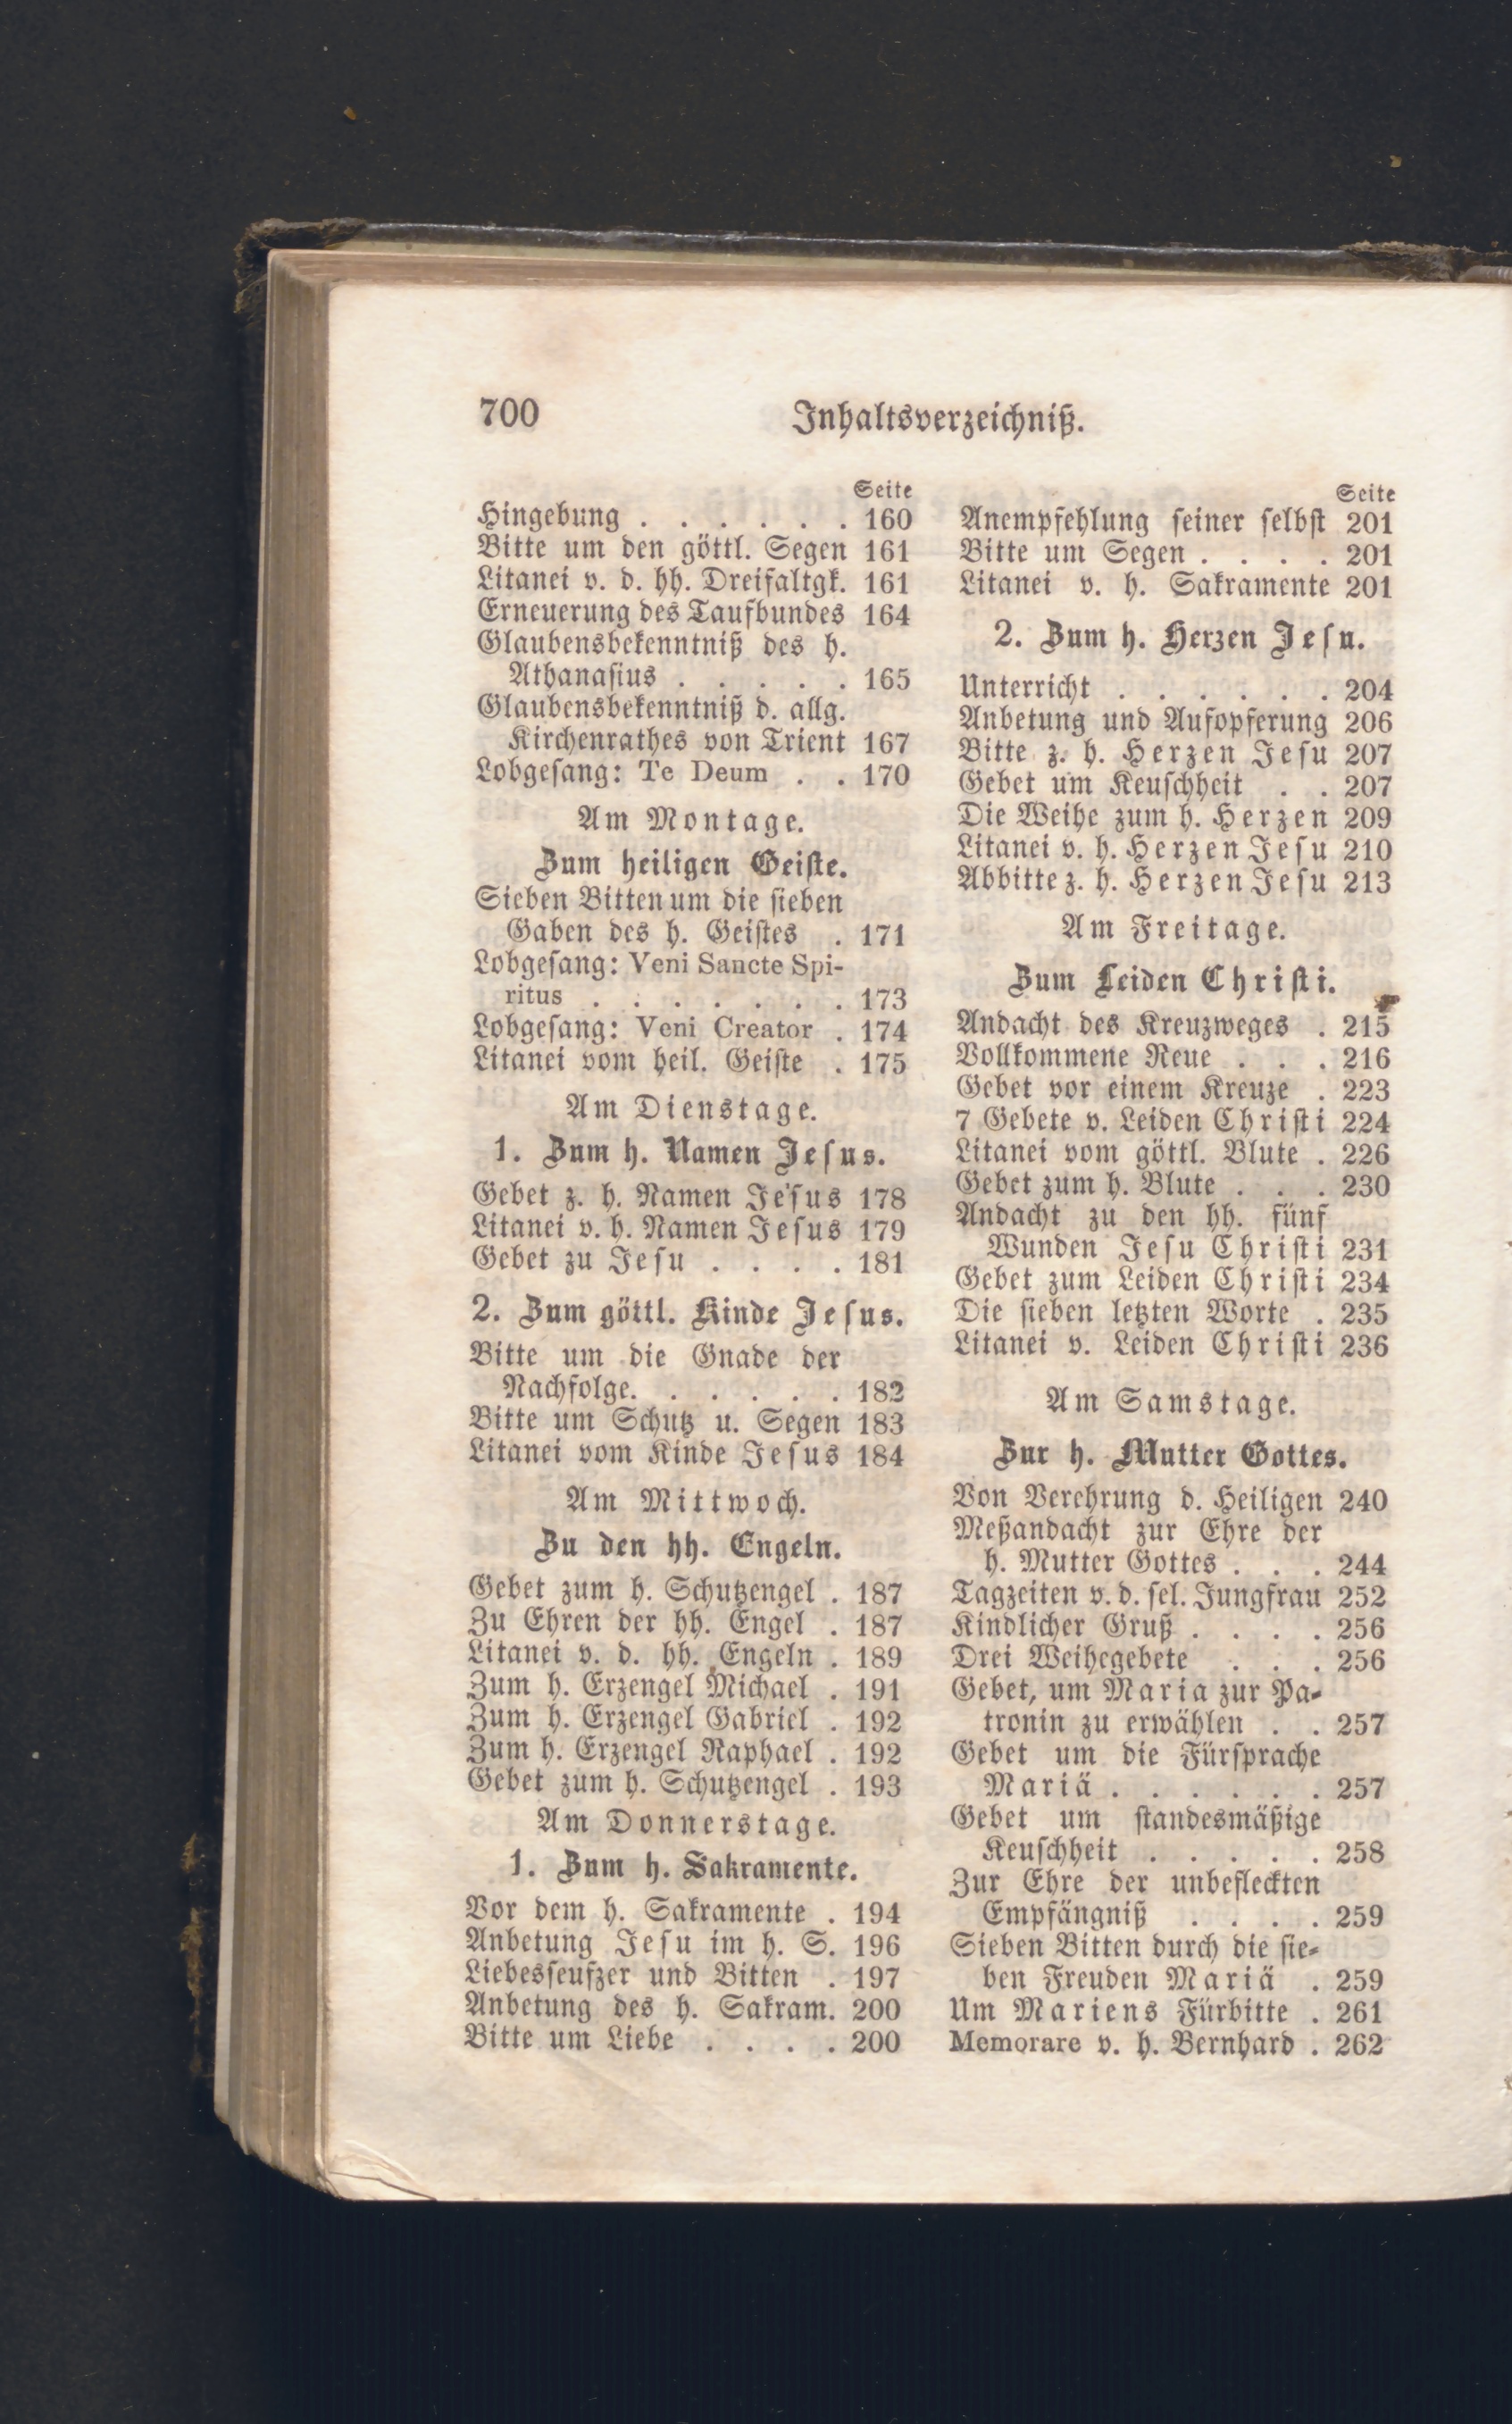 700 Inhaltsverzeichniß.
Seite
Hingebung . . . . . . 160
Bitte um den göttl. Segen 161
Litanei v. d. hh. Dreifaltgk. 161
Erneuerung des Taufbundes 164
Glaubensbekenntniß des h.
Athanasius . . . . . 165
Glaubensbekenntniß d. allg.
Kirchenrathes von Trient 167
Lobgesang: Te Deum . . 170
Am Montage.
Zum heiligen Geiste.
Sieben Bitten um die sieben
Gaben des h. Geistes . 171
Lobgesang: Veni Sancte Spi-
ritus . . . . . . . 173
Lobgesang: Veni Creator . 174
Litanei vom heil. Geiste . 175
Am Dienstage.
1. Zum h. Namen Jesus.
Gebet z. h. Namen Jesus 178
Litanei v. h. Namen Jesus 179
Gebet zu Jesu . . . . 181
2. Zum göttl. Kinde Jesus.
Bitte um die Gnade der
Nachfolge. . . . . . 182
Bitte um Schutz u. Segen 183
Litanei vom Kinde Jesus 184
Am Mittwoch.
Zu den hh. Engeln.
Gebet zum h. Schutzengel . 187
Zu Ehren der hh. Engel . 187
Litanei v. d. hh. Engeln . 189
Zum h. Erzengel Michael . 191
Zum h. Erzengel Gabriel . 192
Zum h. Erzengel Raphael . 192
Gebet zum h. Schutzengel . 193
Am Donnerstage.
1. Zum h. Sakramente.
Vor dem h. Sakramente . 194
Anbetung Jesu im h. S. 196
Liebesseufzer und Bitten . 197
Anbetung des h. Sakram. 200
Bitte um Liebe . . . . 200
Seite
Anempfehlung seiner selbst 201
Bitte um Segen . . . . 201
Litanei v. h. Sakramente 201
2. Zum h. Herzen Jesu.
Unterricht . . . . . . 204
Anbetung und Aufopferung 206
Bitte z. h. Herzen Jesu 207
Gebet um Keuschheit . . 207
Die Weihe zum h. Herzen 209
Litanei v. h. Herzen Jesu 210
Abbitte z. h. Herzen Jesu 213
Am Freitage.
Zum Leiden Christi.
Andacht des Kreuzweges . 215
Vollkommene Reue . . . 216
Gebet vor einem Kreuze . 223
7 Gebete v. Leiden Christi 224
Litanei vom göttl. Blute . 226
Gebet zum h. Blute . . . 230
Andacht zu den hh. fünf
Wunden Jesu Christi 231
Gebet zum Leiden Christi 234
Die sieben letzten Worte . 235
Litanei v. Leiden Christi 236
Am Samstage.
Zur h. Mutter Gottes.
Von Verehrung d. Heiligen 240
Meßandacht zur Ehre der
h. Mutter Gottes . . . 244
Tagzeiten v. d. sel. Jungfrau 252
Kindlicher Gruß . . . . 256
Drei Weihegebete . . . 256
Gebet, um Maria zur Pa-
tronin zu erwählen . . 257
Gebet um die Fürsprache
Mariä . . . . . . 257
Gebet um standesmäßige
Keuschheit . . . . . 258
Zur Ehre der unbefleckten
Empfängniß . . . . 259
Sieben Bitten durch die sie-
ben Freuden Mariä . 259
Um Mariens Fürbitte . 261
Memorare v. h. Bernhard . 262